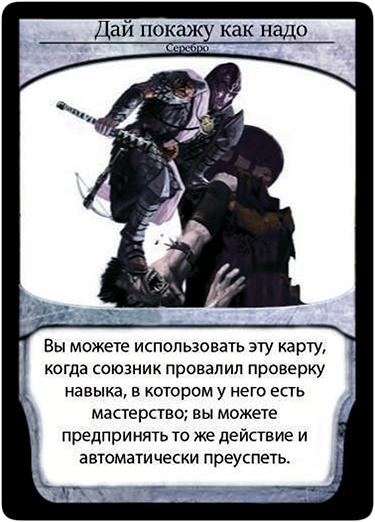 Дай покажу как надо
Серебро
Вы можете использовать эту карту,
когда союзник провалил проверку
навыка, в котором у него есть
мастерство; вы можете
предпринять то же действие и
автоматически преуспеть.